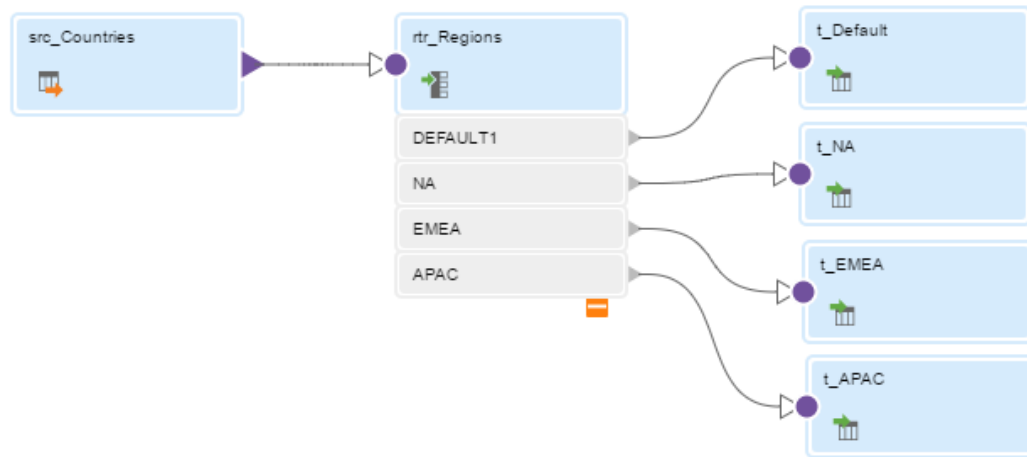 src_Countries
rtr_Regions
DEFAULT1
NA
EMEA
APAC
t_Default
t_NA
t_EMEA
t_APAC